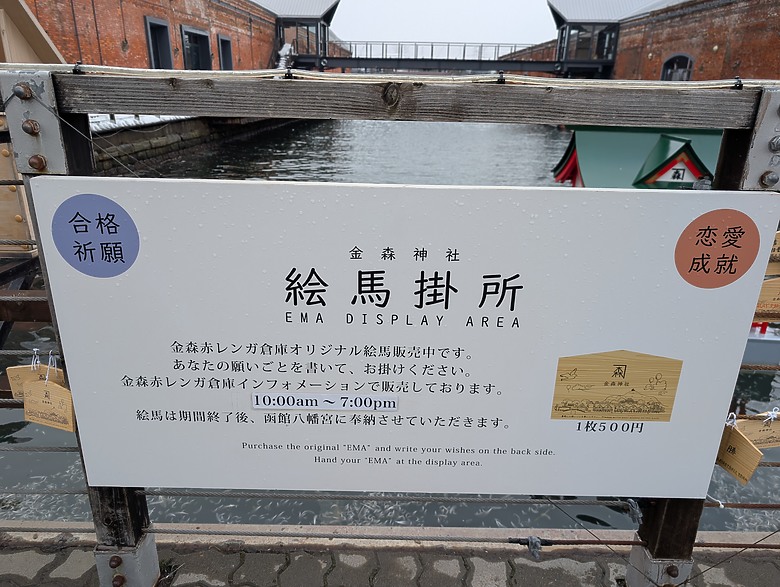 合格
祈願
恋愛
成就
金森神社
絵馬掛所
EMA DISPLAY AREA
金森赤レンガ倉庫オリジナル絵馬販売中です。
あなたの願いごとを書いて、お掛けください。
金森赤レンガ倉庫インフォメーションで販売しております。
10:00am ～ 7:00pm
絵馬は期間終了後、函館八幡宮に奉納させていただきます。
Purchase the original "EMA" and write your wishes on the back side.
Hand your "EMA" at the display area.
金森神社
1枚500円